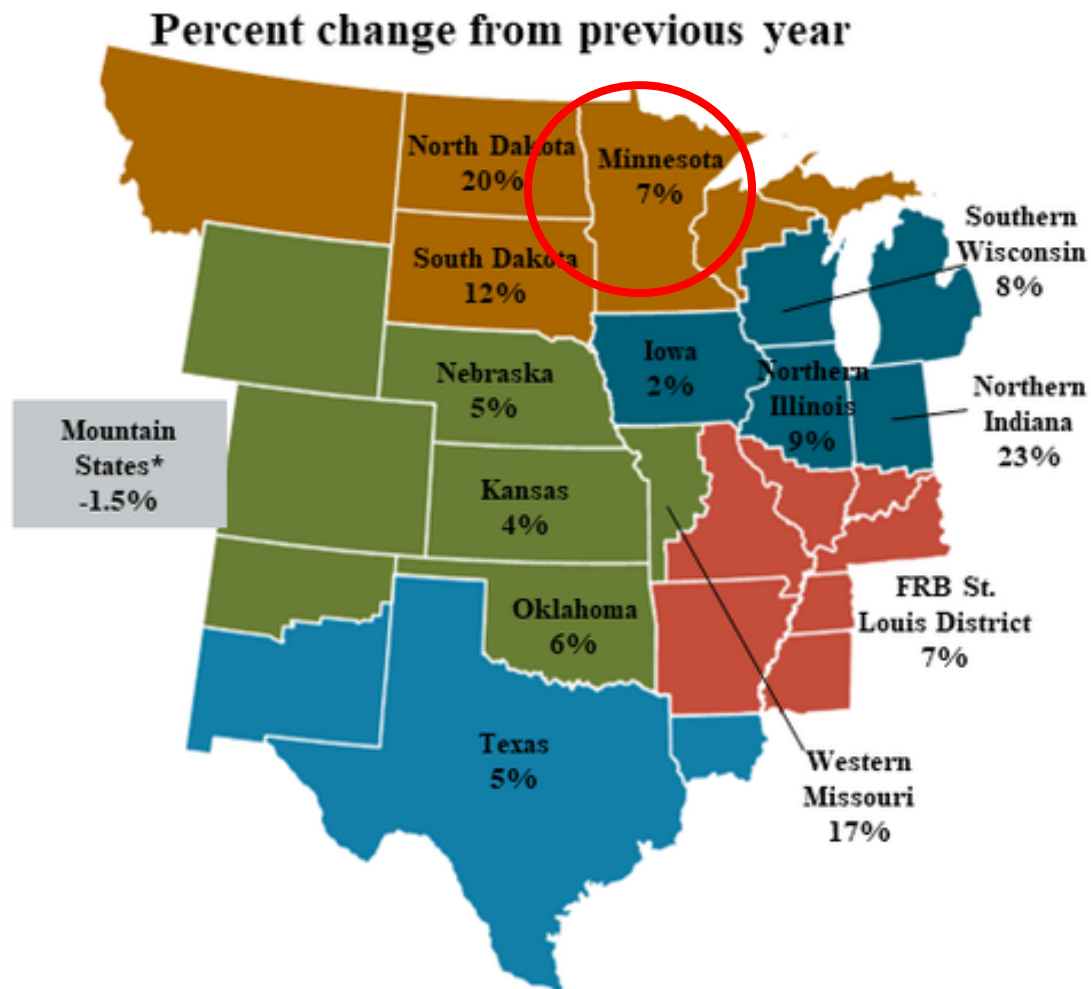 Percent change from previous year
North Dakota
20%
Minnesota
7%
South Dakota
12%
Southern
Wisconsin
8%
Nebraska
5%
Iowa
2%
Northern
Illinois
9%
Northern
Indiana
23%
Mountain
States*
-1.5%
Kansas
4%
Oklahoma
6%
FRB St.
Louis District
7%
Texas
5%
Western
Missouri
17%